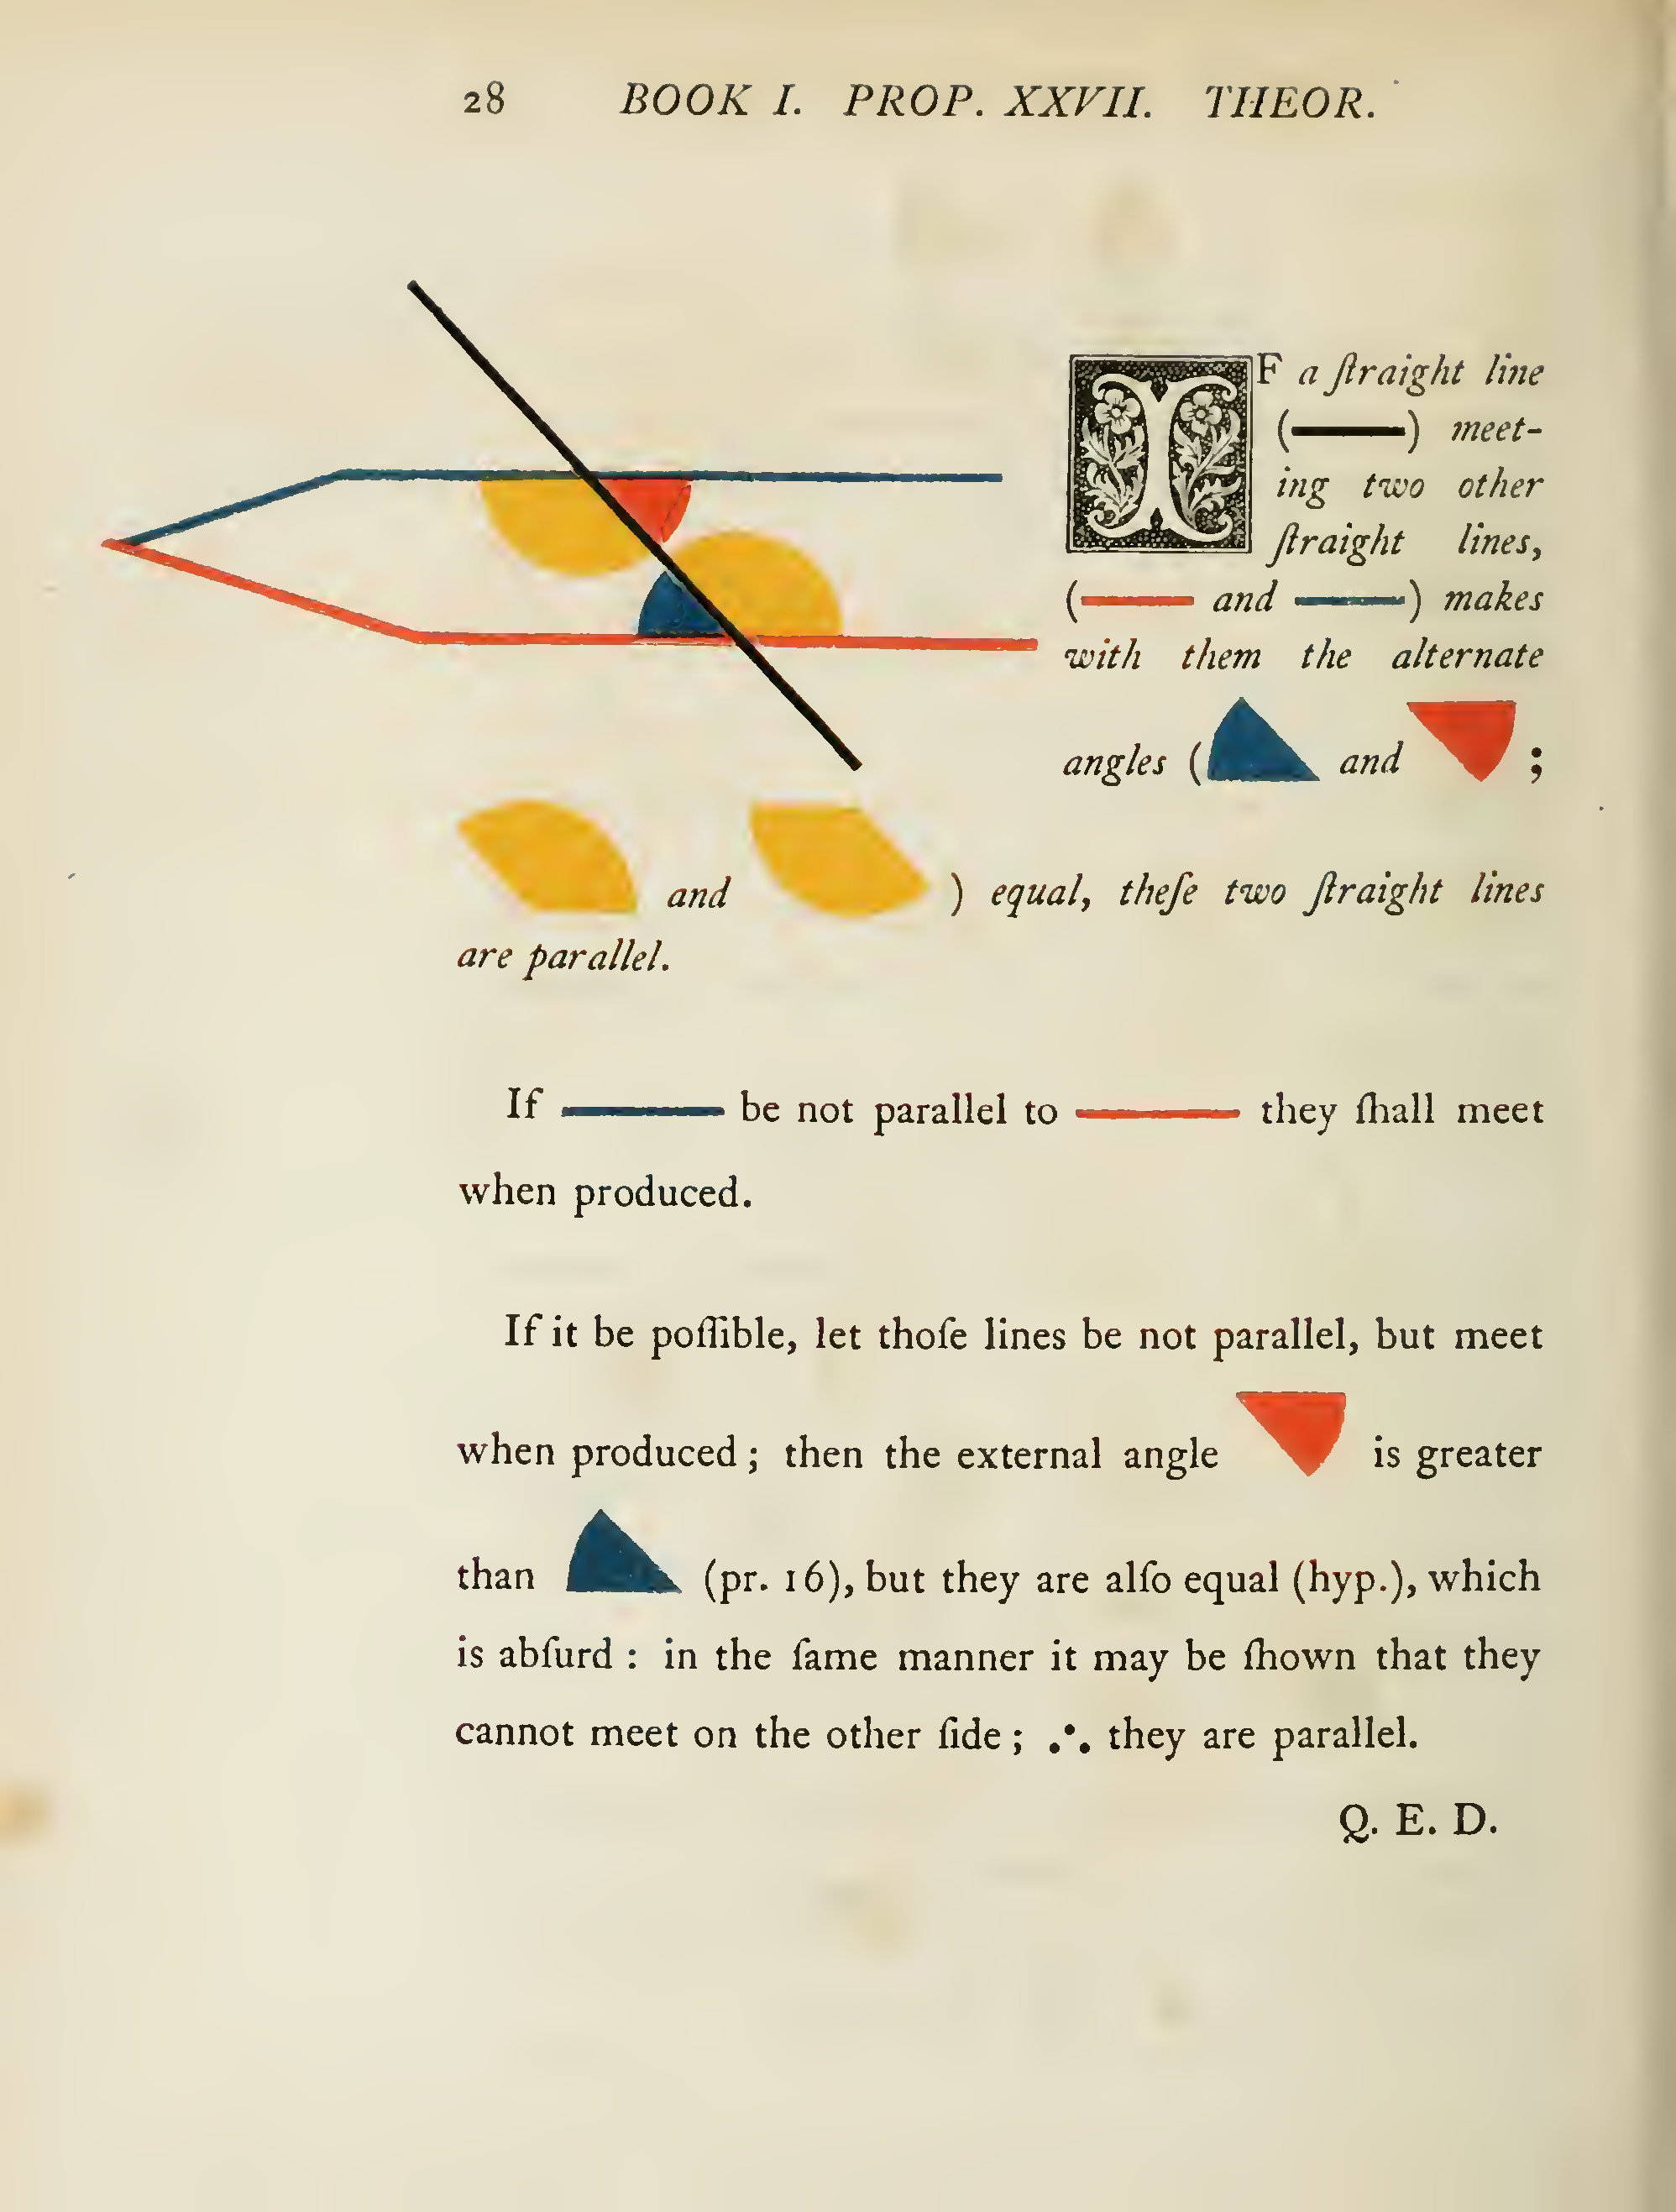 28 BOOK I. PROP. XXVII. THEOR.
IF a ſtraight line
() meet-
ing two other
ſtraight lines,
( and ) makes
with them the alternate
angles ( and ;
and ) equal, theſe two ſtraight lines
are parallel.
If be not parallel to they ſhall meet
when produced.
If it be poſſible, let thoſe lines be not parallel, but meet
when produced ; then the external angle is greater
than (pr. 16), but they are alſo equal (hyp.), which
is abſurd : in the ſame manner it may be ſhown that they
cannot meet on the other ſide ; ∴ they are parallel.
Q. E. D.